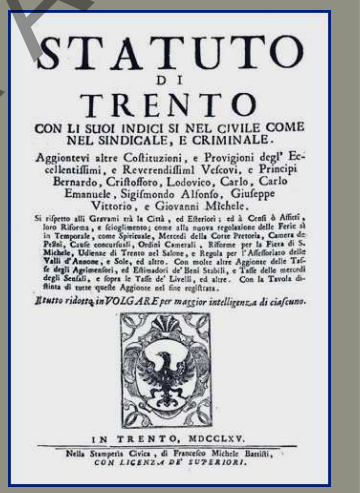 STATUTO
DI
TRENTO
CON LI SUOI INDICI SI NEL CIVILE COME
NEL SINDICALE, E CRIMINALE.
Aggiontevi altre Costituzioni, e Provigioni degl' Ec-
cellentissimi, e Reverendissimi Vescovi, e Principi
Bernardo, Cristofforo, Lodovico, Carlo, Carlo
Emanuele, Sigismondo Alfonso, Giuseppe
Vittorio, e Giovanni Michele.
Si rispetto alli Gravami trà la Città, ed Esteriori; ed à Censi ò Affitti,
loro Riforma, e scioglimento; come alla nuova regolazione delle Ferie sì
in Temporale, come Spirituale, Mercedi della Corte Pretoria, Camera de'
Pegni, Cause concursuali, Ordini Camerali, Riforme per la Fiera di S.
Michele, Udienze di Trento nel Salone, e Regula per l'Assessoriato delle
Valli d'Annone, e Sole, ed altro. Con molte altre Aggionte delle Tas-
se degli Agrimensori, ed Estimadori de' Beni Stabili, e Tasse delle mercedi
degli Sensali, e sopra le Tasse de' Livelli, ed altre. Con la Tavola di-
stinta di tutte queste Aggionte nel fine registrata.
Il tutto ridotto in VOLGARE per maggior intelligenza di ciascuno.
IN TRENTO, MDCCLXV.
Nella Stamperia Civica, di Francesco Michele Battisti,
CON LICENZA DE' SUPERIORI.